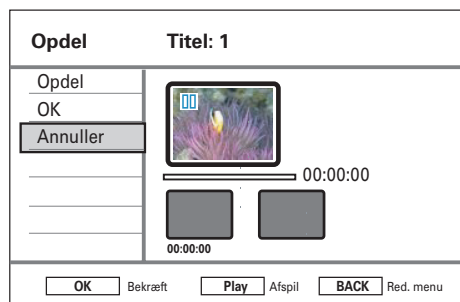 Opdel Titel: 1
Opdel
OK
Annuller
00:00:00
00:00:00
OK Bekræft Play Afspil BACK Red. menu